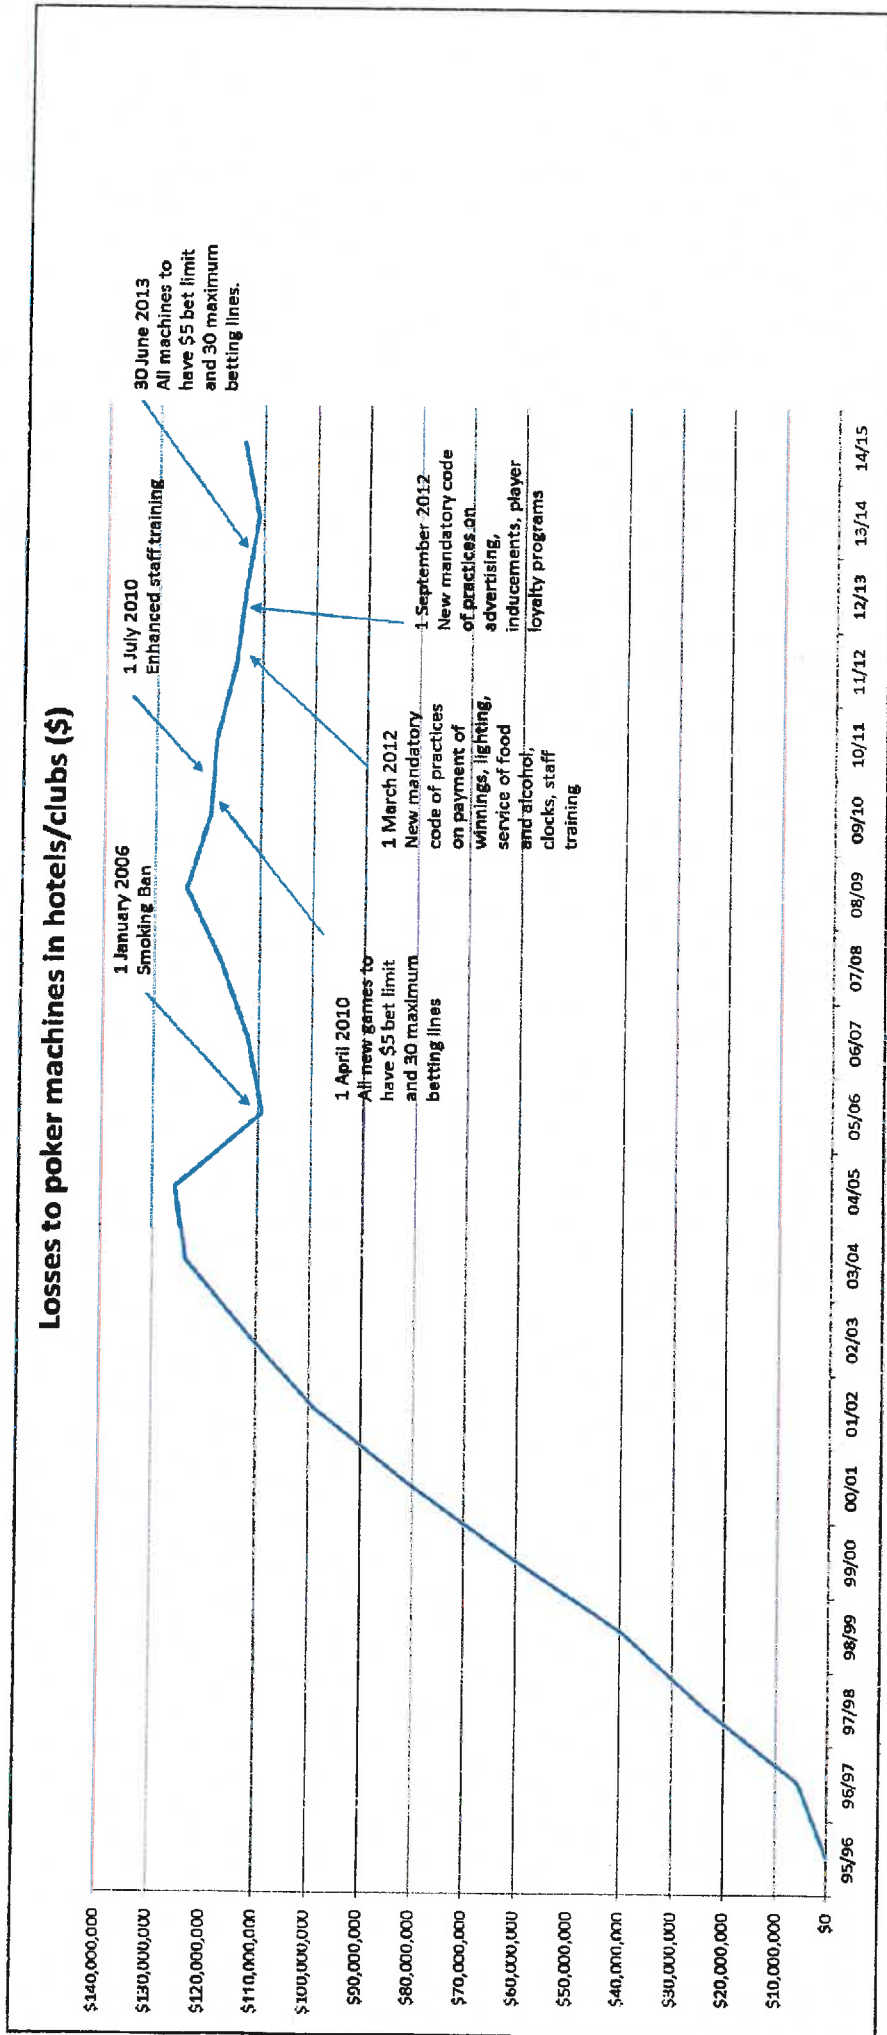 Losses to poker machines in hotels/clubs ($)
$140,000,000
$130,000,000
$120,000,000
$110,000,000
$100,000,000
$90,000,000
$80,000,000
$70,000,000
$60,000,000
$50,000,000
$40,000,000
$30,000,000
$20,000,000
$10,000,000
$0
1 January 2006
Smoking Ban
1 July 2010
Enhanced staff training
30 June 2013
All machines to
have $5 bet limit
and 30 maximum
betting lines.
1 April 2010
All new games to
have $5 bet limit
and 30 maximum
betting lines
1 March 2012
New mandatory
code of practices
on payment of
winnings, lighting,
service of food
and alcohol,
clocks, staff
training
1 September 2012
New mandatory code
of practices on
advertising,
inducements, player
loyalty programs
95/96 96/97 97/98 98/99 99/00 00/01 01/02 02/03 03/04 04/05 05/06 06/07 07/08 08/09 09/10 10/11 11/12 12/13 13/14 14/15